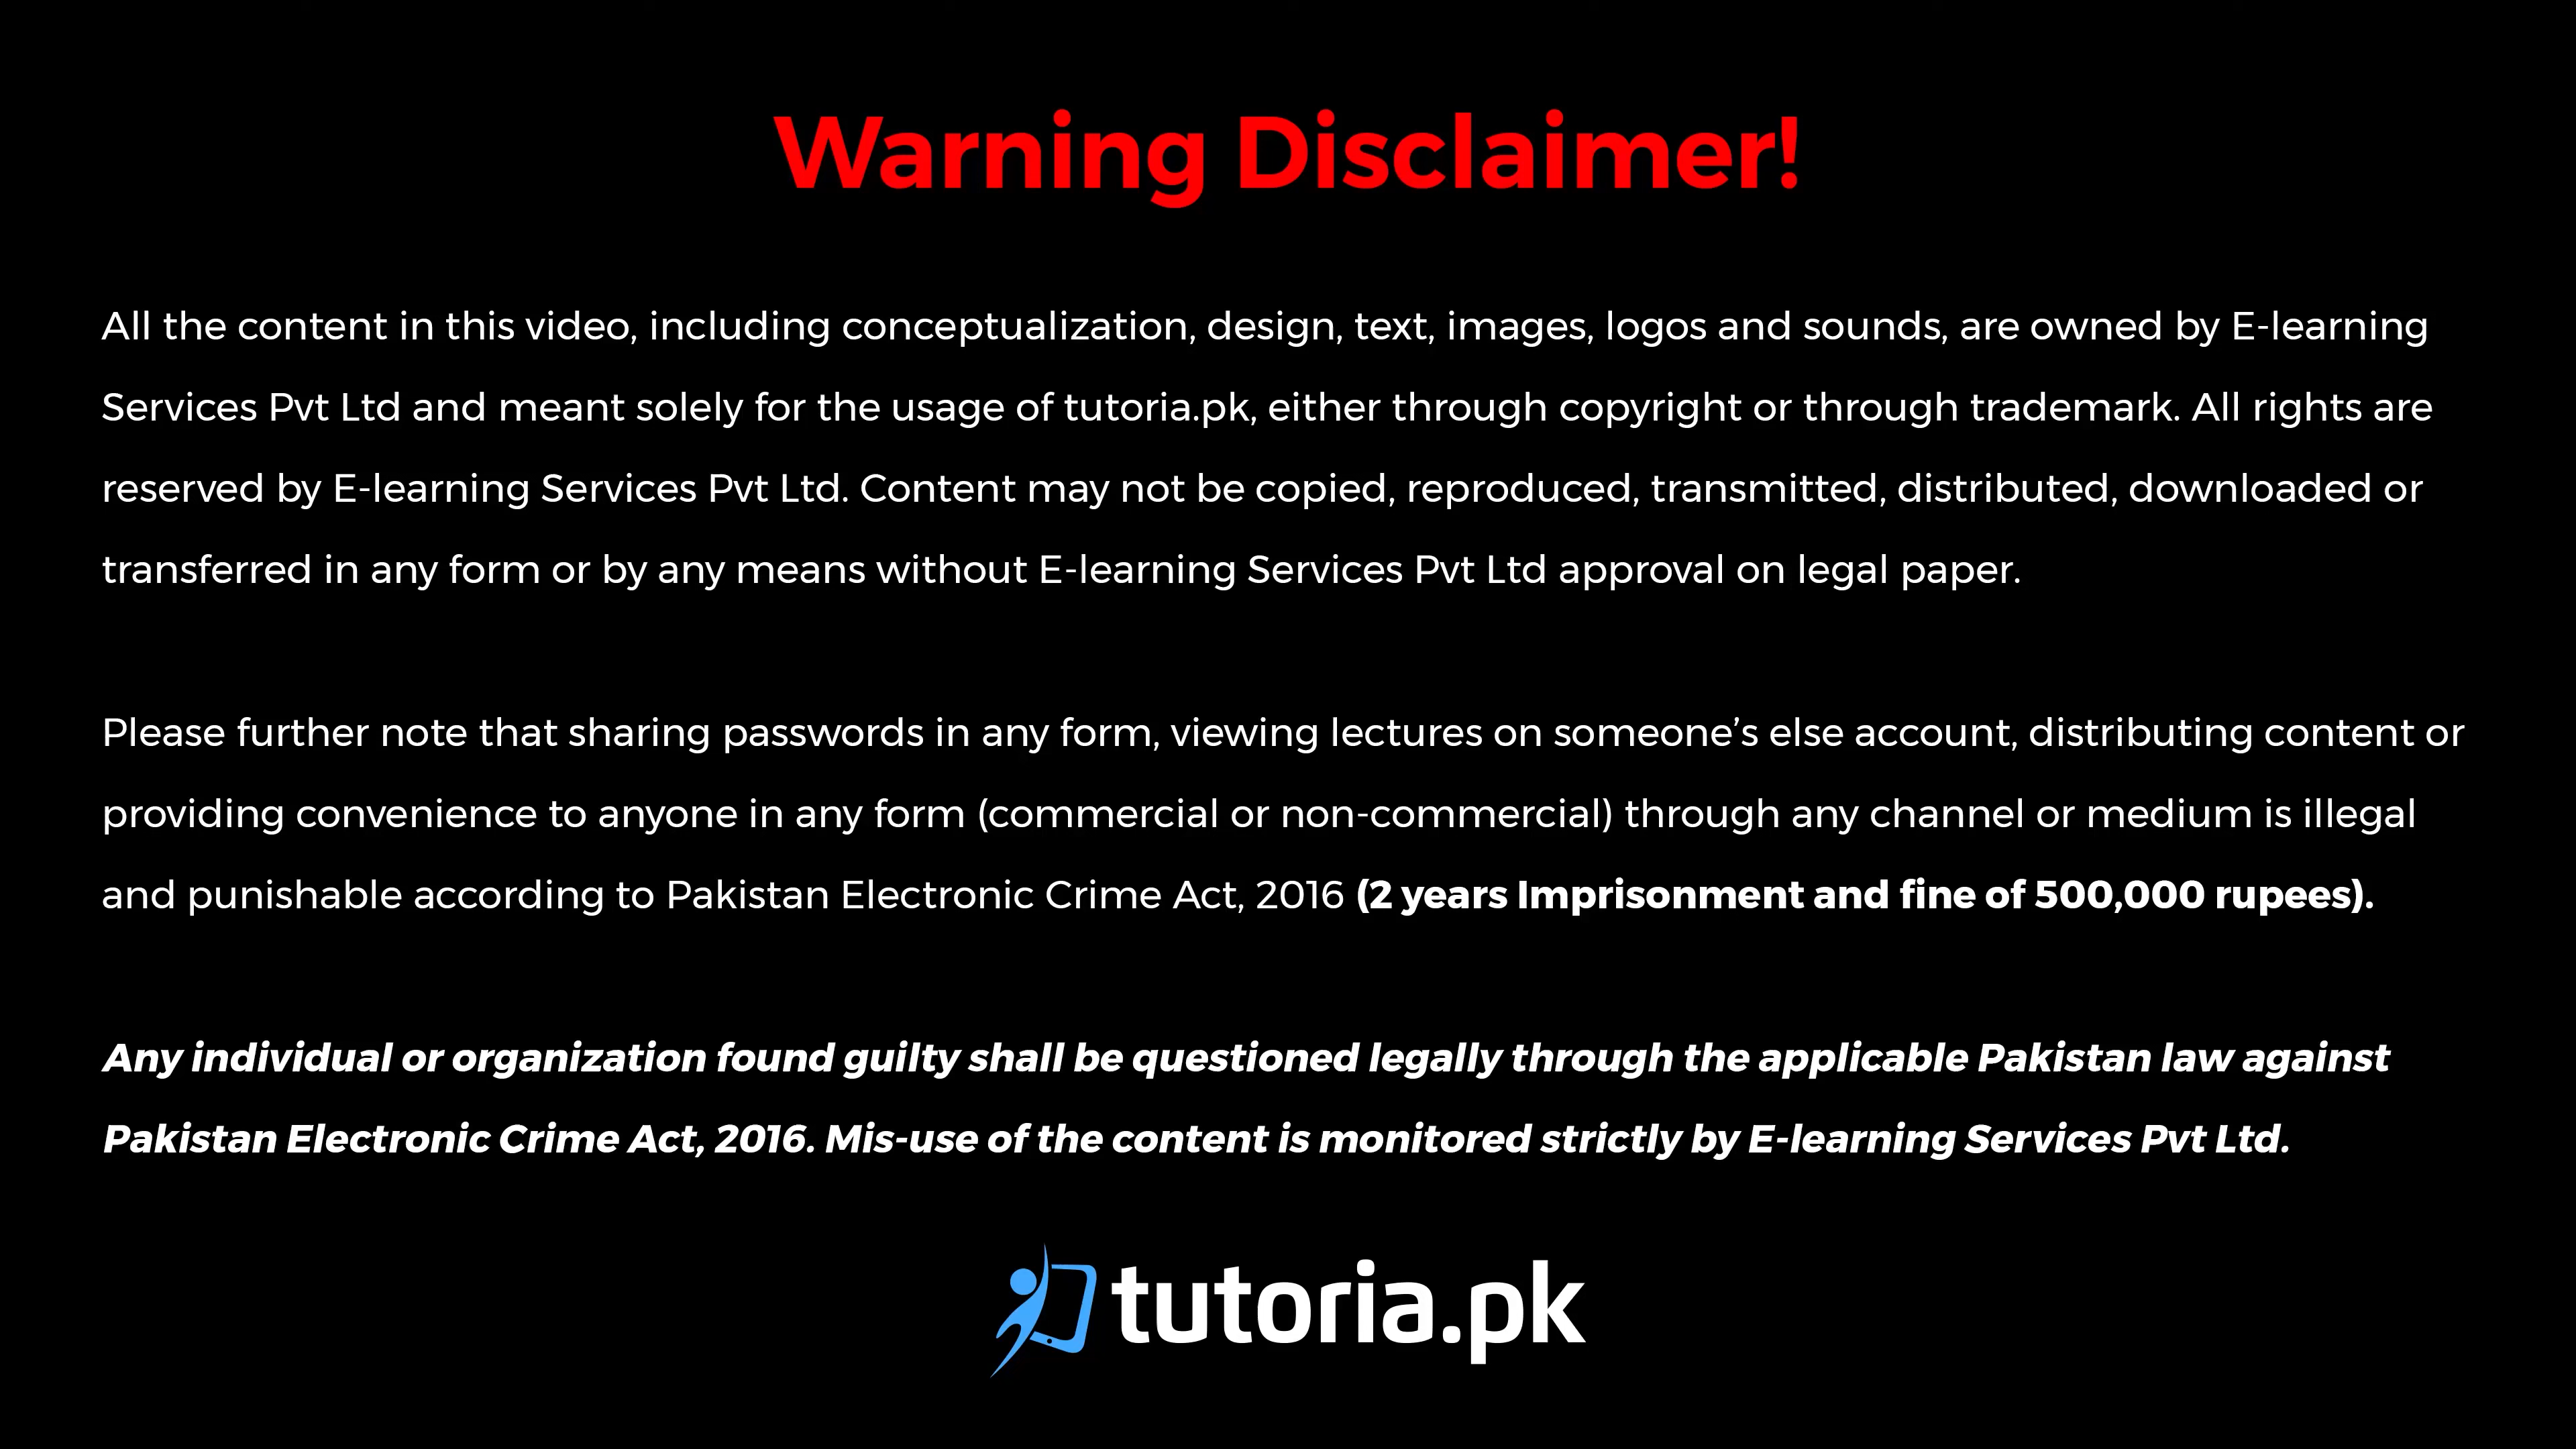 Warning Disclaimer!
All the content in this video, including conceptualization, design, text, images, logos and sounds, are owned by E-learning
Services Pvt Ltd and meant solely for the usage of tutoria.pk, either through copyright or through trademark. All rights are
reserved by E-learning Services Pvt Ltd. Content may not be copied, reproduced, transmitted, distributed, downloaded or
transferred in any form or by any means without E-learning Services Pvt Ltd approval on legal paper.
Please further note that sharing passwords in any form, viewing lectures on someone’s else account, distributing content or
providing convenience to anyone in any form (commercial or non-commercial) through any channel or medium is illegal
and punishable according to Pakistan Electronic Crime Act, 2016 (2 years Imprisonment and fine of 500,000 rupees).
Any individual or organization found guilty shall be questioned legally through the applicable Pakistan law against
Pakistan Electronic Crime Act, 2016. Mis-use of the content is monitored strictly by E-learning Services Pvt Ltd.
tutoria.pk